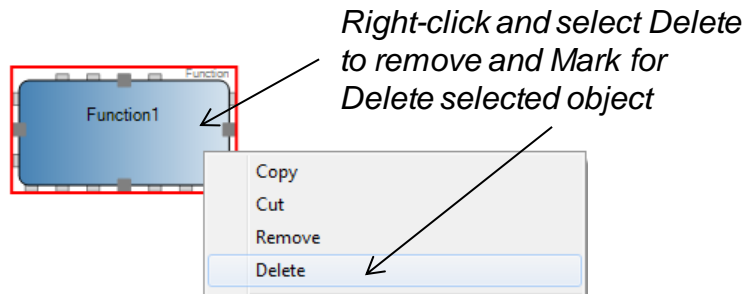 Right-click and select Delete
to remove and Mark for
Delete selected object
Function
Function1
Copy
Cut
Remove
Delete